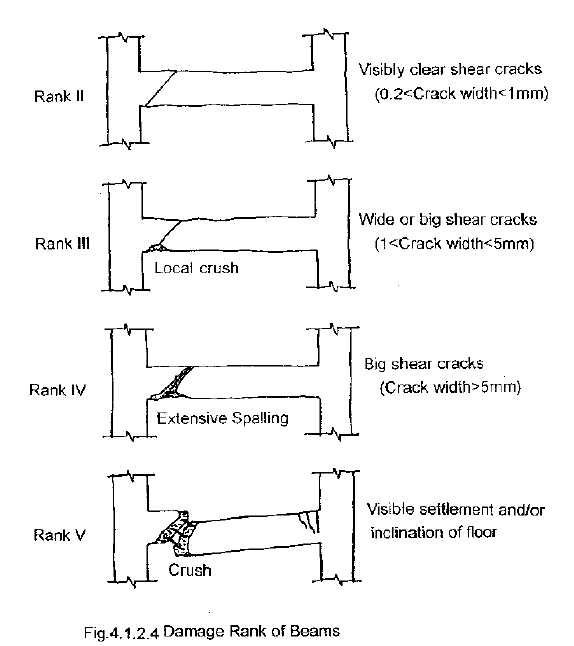 Rank II
Visibly clear shear cracks
(0.2<Crack width<1mm)
Rank III
Wide or big shear cracks
(1<Crack width<5mm)
Local crush
Rank IV
Big shear cracks
(Crack width>5mm)
Extensive Spalling
Rank V
Visible settlement and/or
inclination of floor
Crush
Fig.4.1.2.4 Damage Rank of Beams